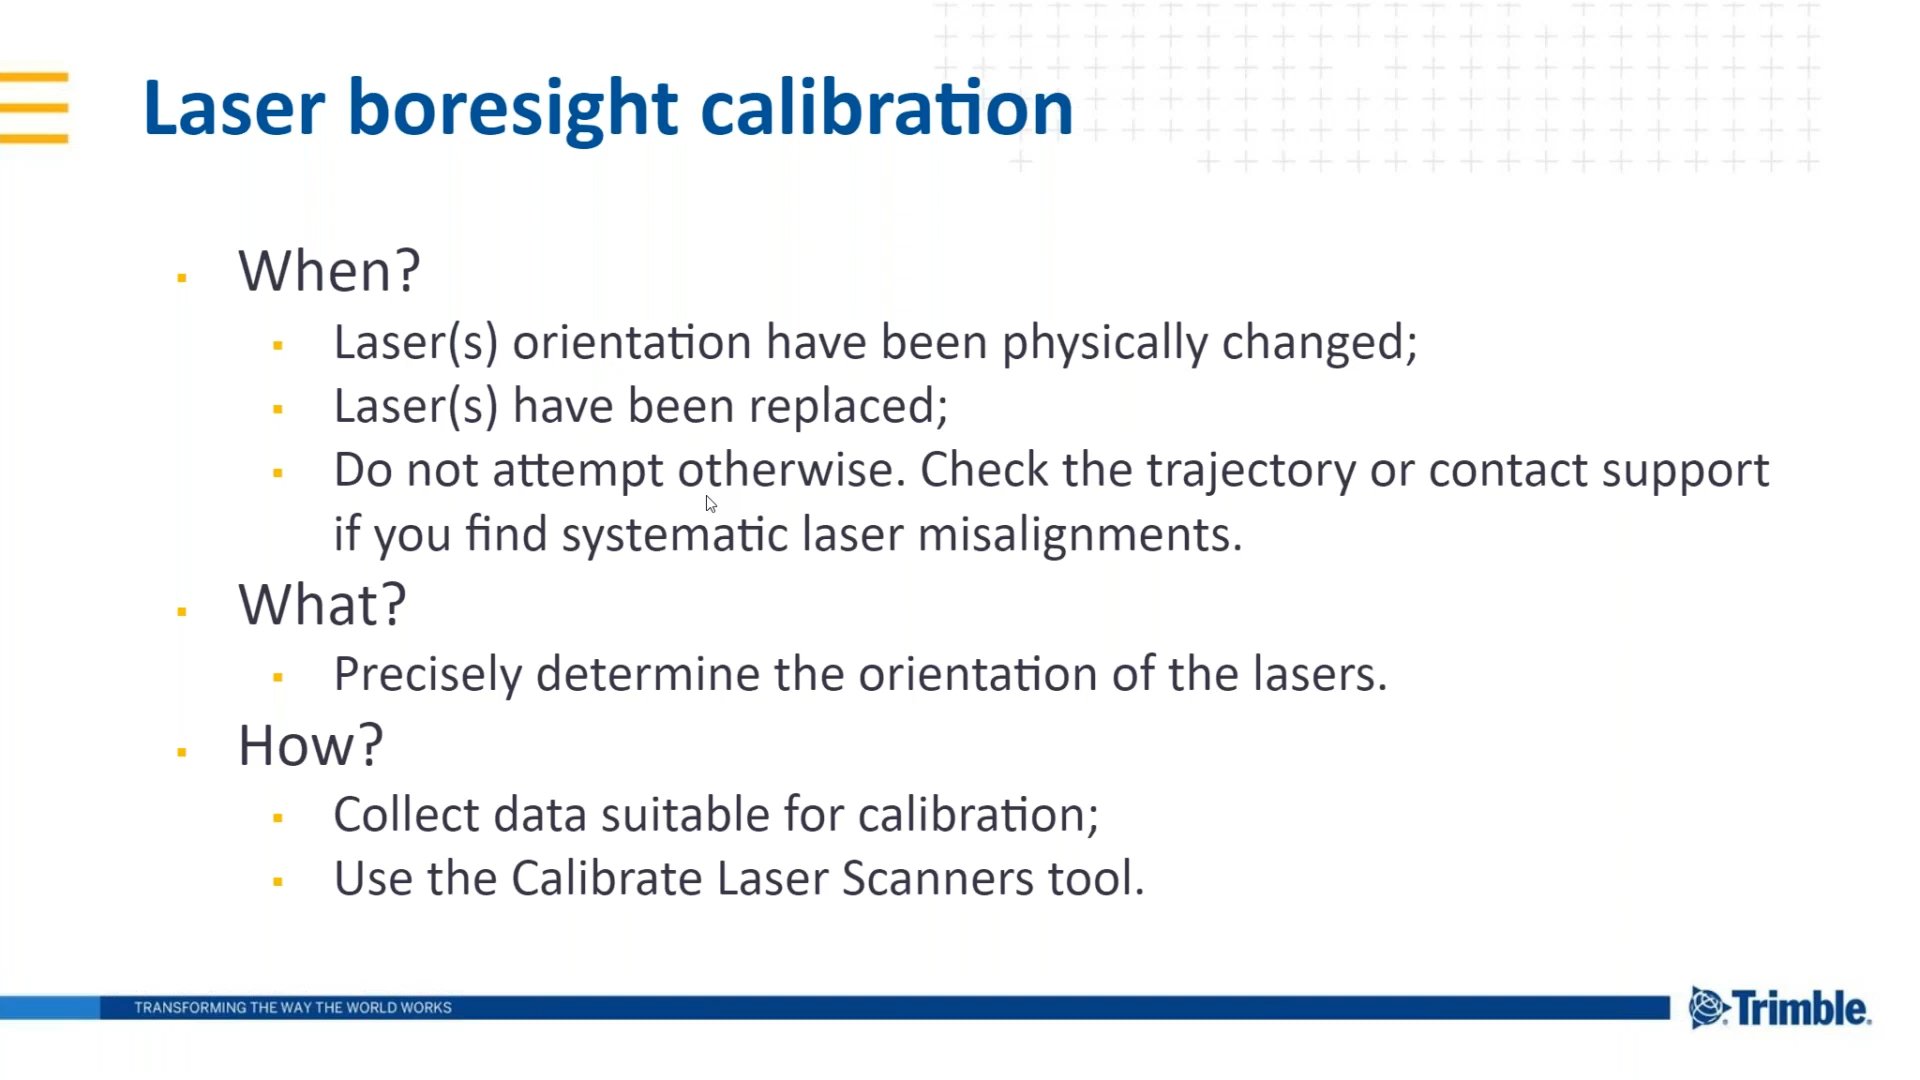 Laser boresight calibration
When?
Laser(s) orientation have been physically changed;
Laser(s) have been replaced;
Do not attempt otherwise. Check the trajectory or contact support
if you find systematic laser misalignments.
What?
Precisely determine the orientation of the lasers.
How?
Collect data suitable for calibration;
Use the Calibrate Laser Scanners tool.
TRANSFORMING THE WAY THE WORLD WORKS
Trimble.